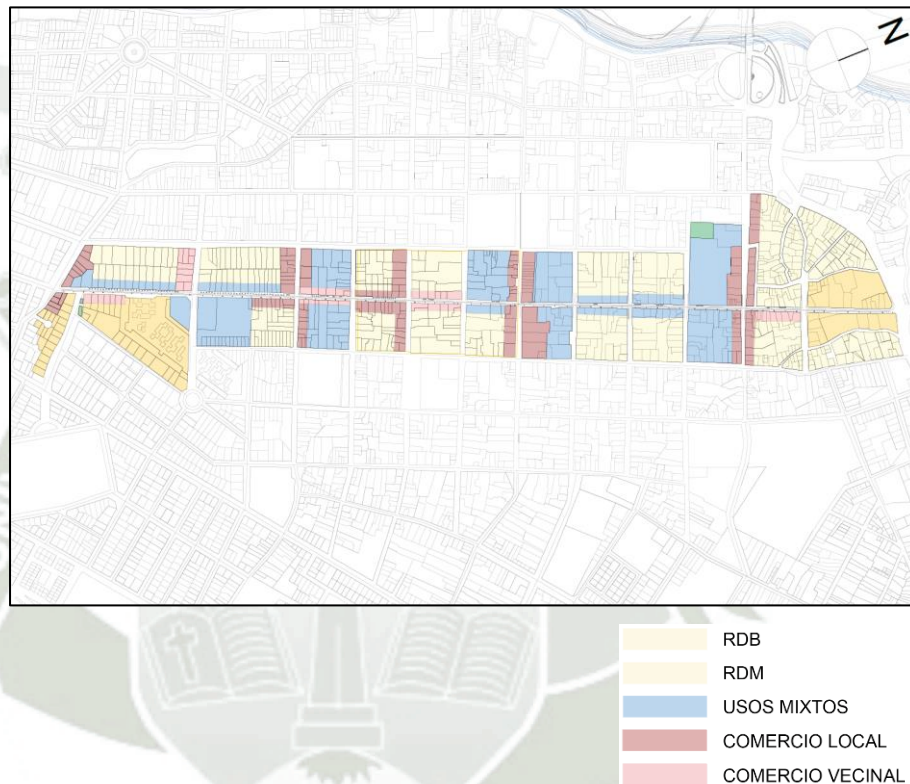 N
RDB
RDM
USOS MIXTOS
COMERCIO LOCAL
COMERCIO VECINAL